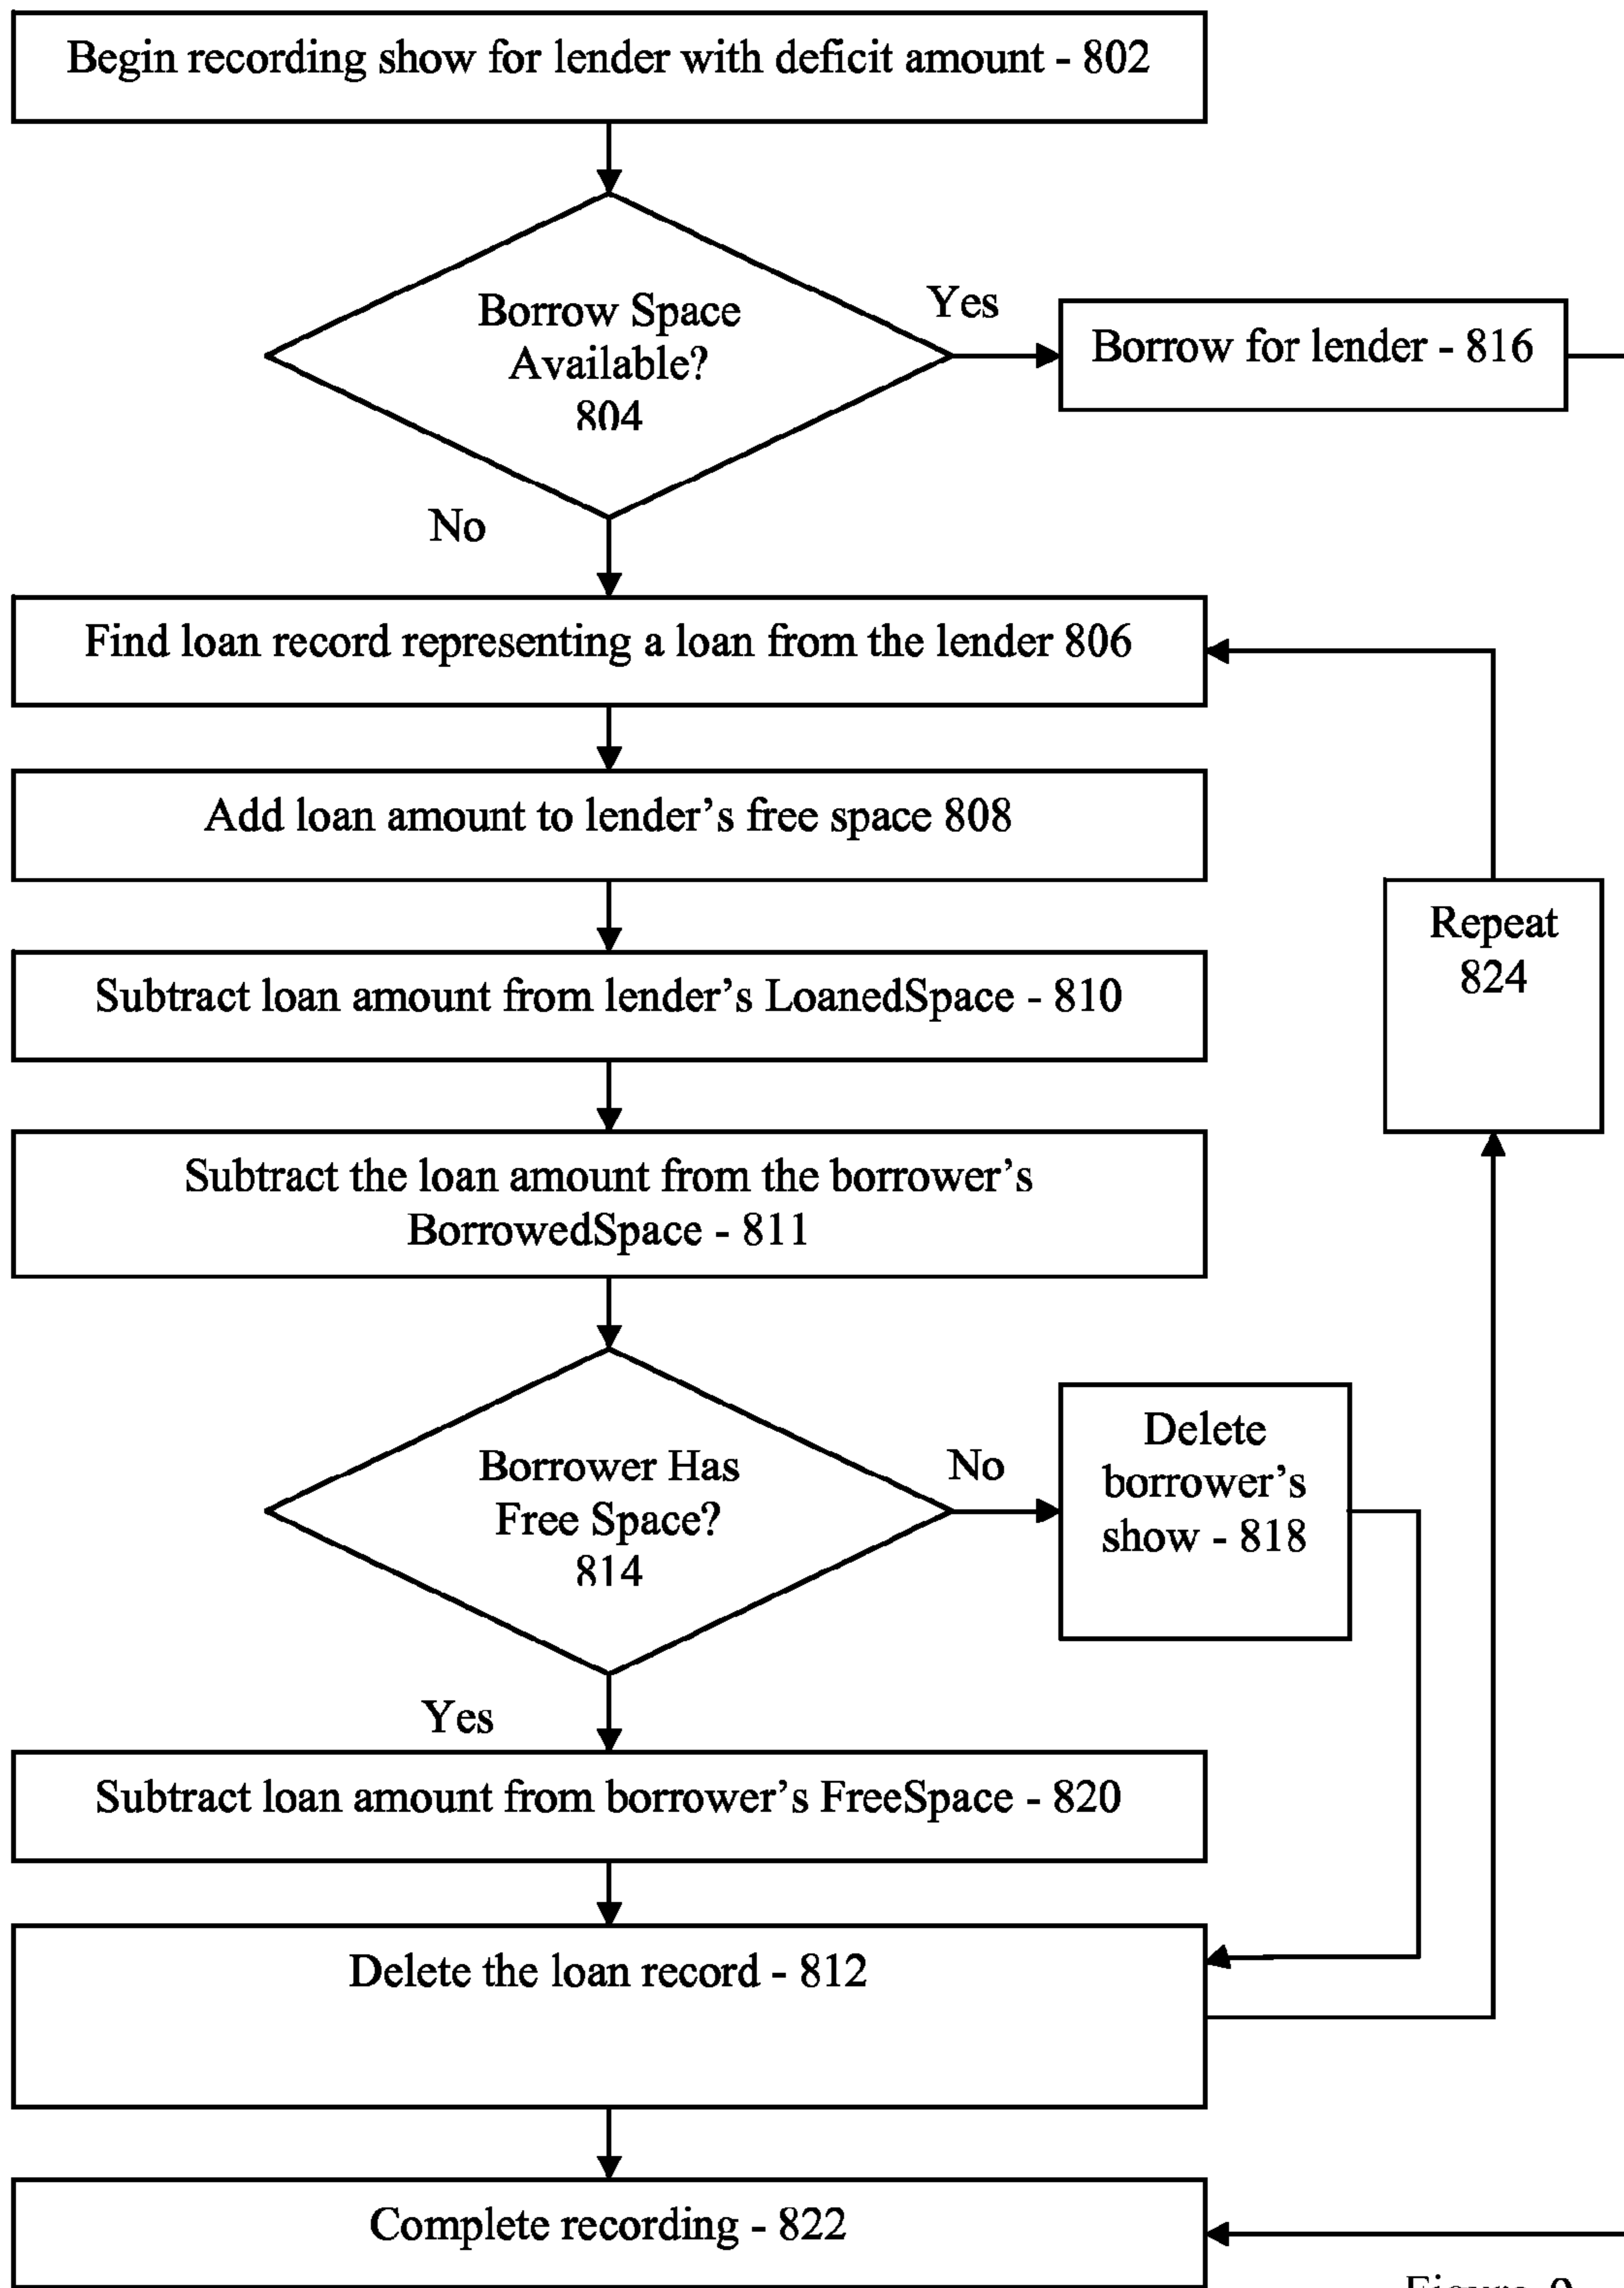 Begin recording show for lender with deficit amount - 802
Borrow Space
Available?
804
Yes
Borrow for lender - 816
No
Find loan record representing a loan from the lender 806
Add loan amount to lender’s free space 808
Repeat
824
Subtract loan amount from lender’s LoanedSpace - 810
Subtract the loan amount from the borrower’s
BorrowedSpace - 811
Borrower Has
Free Space?
814
No
Delete
borrower’s
show - 818
Yes
Subtract loan amount from borrower’s FreeSpace - 820
Delete the loan record - 812
Complete recording - 822
Figure